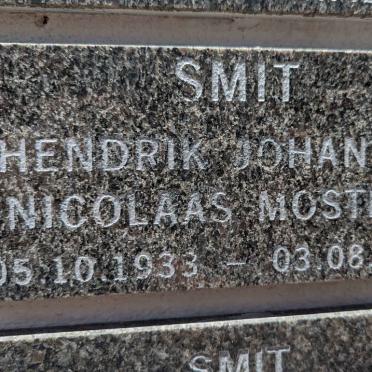 SMIT
HENDRIK JOHAN
NICOLAAS MOST
05.10.1933 - 03.08.
SMIT